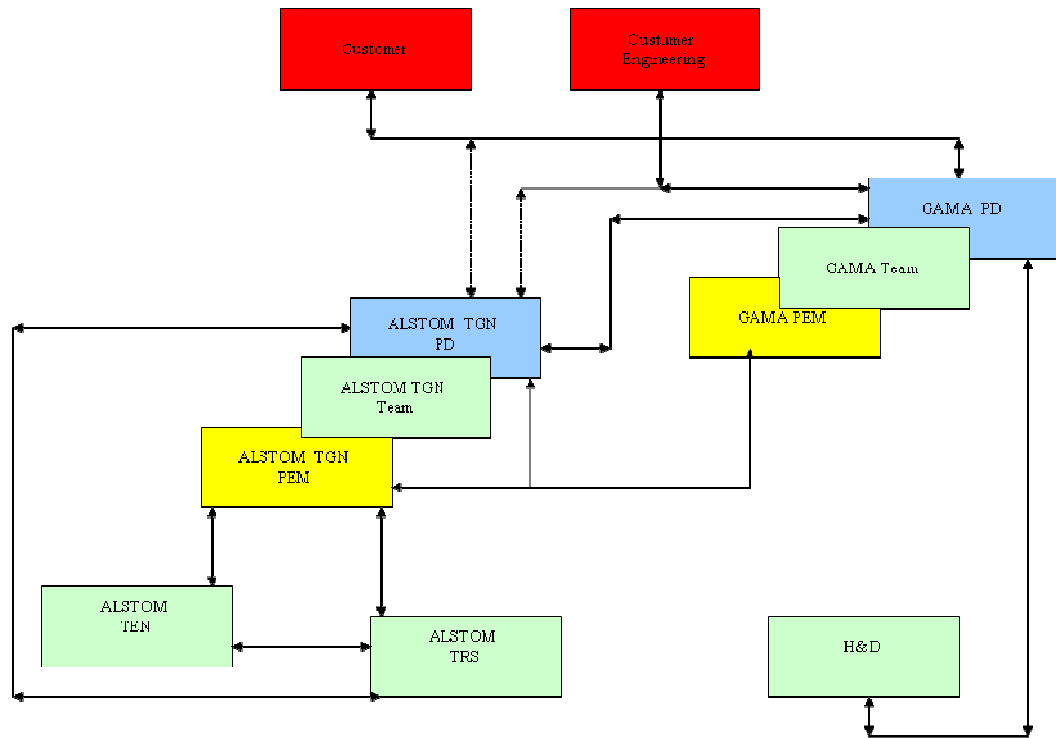 Customer
Custumer
Engineering
GAMA PD
GAMA Team
GAMA PEM
ALSTOM TGN
PD
ALSTOM TGN
Team
ALSTOM TGN
PEM
ALSTOM
TEN
ALSTOM
TRS
H&D